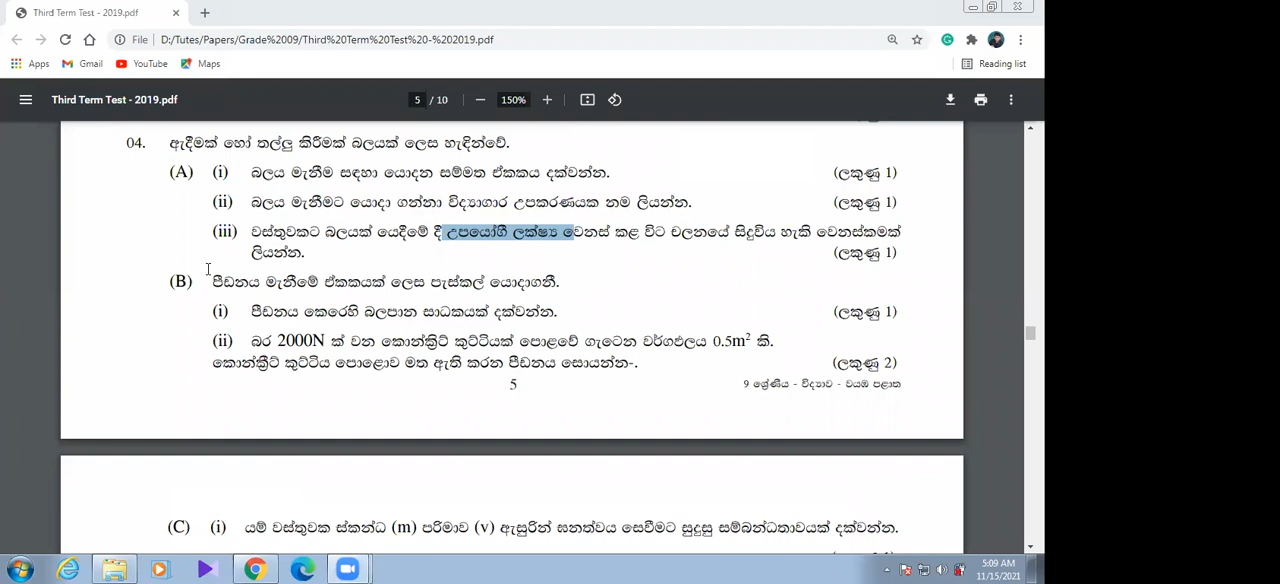 Third Term Test - 2019.pdf
File | D:/Tutes/Papers/Grade%2009/Third%20Term%20Test%20-%202019.pdf
Apps Gmail YouTube Maps Reading list
Third Term Test - 2019.pdf 5 / 10 150%
04. ඇදීමක් හෝ තල්ලු කිරීමක් බලයක් ලෙස හැඳින්වේ.
(A) (i) බලය මැනීම සඳහා යොදන සම්මත ඒකකය දක්වන්න. (ලකුණු 1)
(ii) බලය මැනීමට යොදා ගන්නා විද්‍යාගාර උපකරණයක නම ලියන්න. (ලකුණු 1)
(iii) වස්තුවකට බලයක් යෙදීමේ දී උපයෝගී ලක්ෂ්‍ය වෙනස් කළ විට චලනයේ සිදුවිය හැකි වෙනස්කමක්
ලියන්න. (ලකුණු 1)
(B) පීඩනය මැනීමේ ඒකකයක් ලෙස පැස්කල් යොදාගනී.
(i) පීඩනය කෙරෙහි බලපාන සාධකයක් දක්වන්න. (ලකුණු 1)
(ii) බර 2000N ක් වන කොන්ක්‍රිට් කුට්ටියක් පොළවේ ගැටෙන වර්ගඵලය 0.5m² කි.
කොන්ක්‍රීට් කුට්ටිය පොළොව මත ඇති කරන පීඩනය සොයන්න-. (ලකුණු 2)
5 9 ශ්‍රේණිය - විද්‍යාව - වයඹ පළාත
(C) (i) යම් වස්තුවක ස්කන්ධ (m) පරිමාව (v) ඇසුරින් ඝනත්වය සෙවීමට සුදුසු සම්බන්ධතාවයක් දක්වන්න.
5:09 AM
11/15/2021